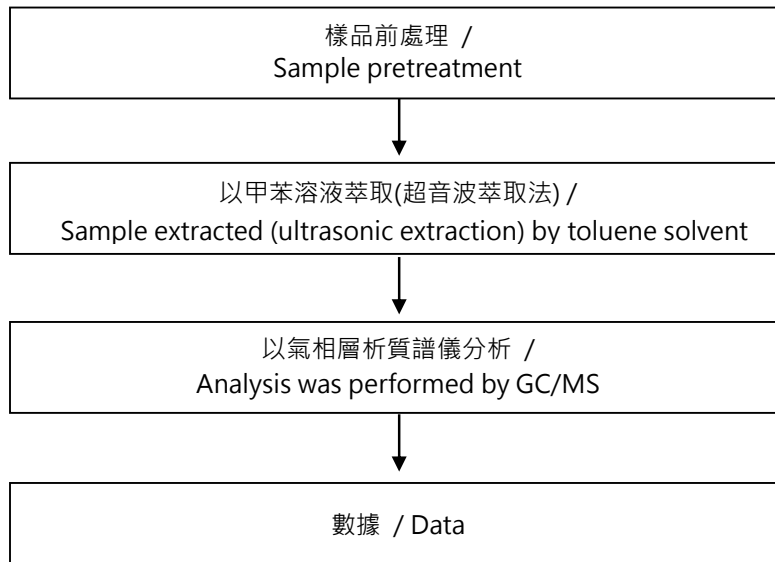 樣品前處理 /
Sample pretreatment
以甲苯溶液萃取(超音波萃取法) /
Sample extracted (ultrasonic extraction) by toluene solvent
以氣相層析質譜儀分析 /
Analysis was performed by GC/MS
數據 / Data